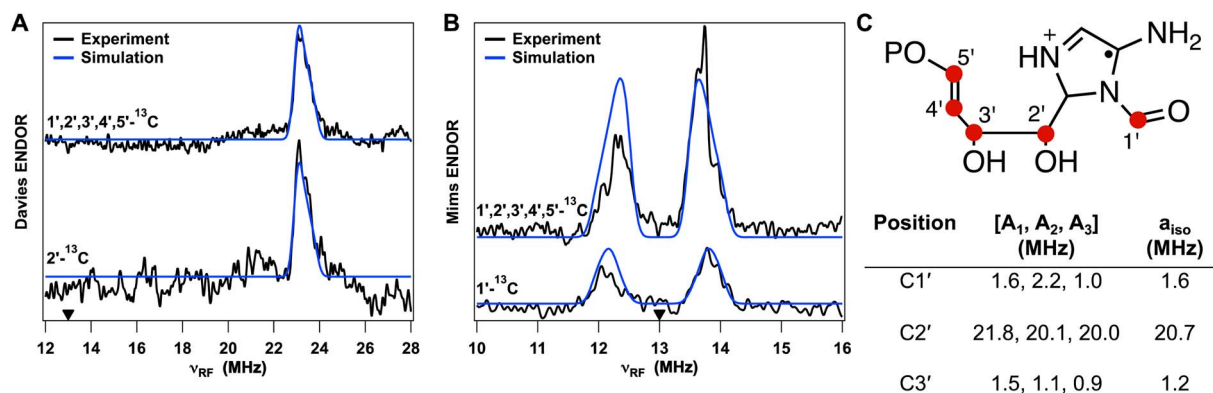 A
Experiment
Simulation
1',2',3',4',5'-¹³C
2'-¹³C
Davies ENDOR
12 14 16 18 20 22 24 26 28
ν_RF (MHz)
B
Experiment
Simulation
1',2',3',4',5'-¹³C
1'-¹³C
Mims ENDOR
10 11 12 13 14 15 16
ν_RF (MHz)
C
PO
5'
4'
3'
2'
1'
OH
OH
HN
+
N
NH₂
O
Position [A₁, A₂, A₃] (MHz) a_iso (MHz)
C1′ 1.6, 2.2, 1.0 1.6
C2′ 21.8, 20.1, 20.0 20.7
C3′ 1.5, 1.1, 0.9 1.2